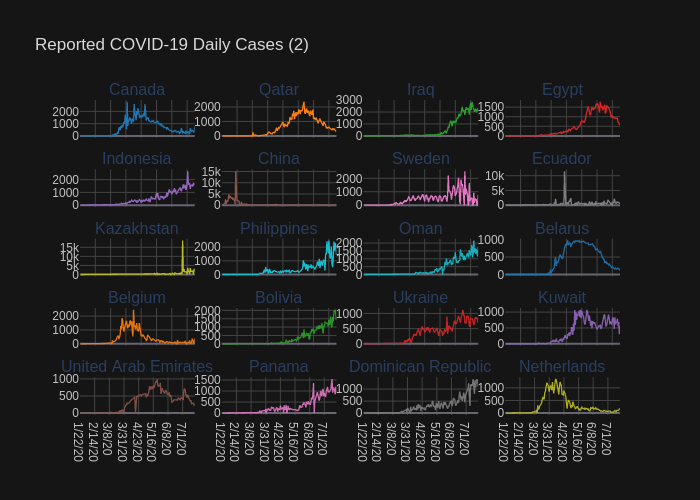 Reported COVID-19 Daily Cases (2)
Canada Qatar Iraq Egypt
2000 1000 0
2000 1000 0
3000 2000 1000 0
1500 1000 500 0
Indonesia China Sweden Ecuador
2000 1000 0
15k 10k 5k 0
2000 1000 0
10k 5k 0
Kazakhstan Philippines Oman Belarus
15k 10k 5k 0
2000 1000 0
2000 1500 1000 500 0
1000 500 0
Belgium Bolivia Ukraine Kuwait
2000 1000 0
2000 1500 1000 500 0
1000 500 0
1000 500 0
United Arab Emirates Panama Dominican Republic Netherlands
1000 500 0
1500 1000 500 0
1000 500 0
1000 500 0
1/22/20 2/14/20 3/8/20 3/31/20 4/23/20 5/16/20 6/8/20 7/1/20
1/22/20 2/14/20 3/8/20 3/31/20 4/23/20 5/16/20 6/8/20 7/1/20
1/22/20 2/14/20 3/8/20 3/31/20 4/23/20 5/16/20 6/8/20 7/1/20
1/22/20 2/14/20 3/8/20 3/31/20 4/23/20 5/16/20 6/8/20 7/1/20